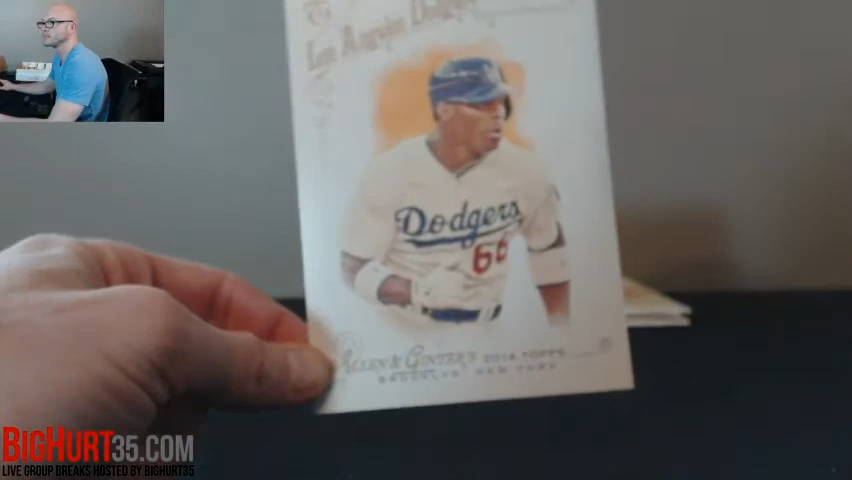 Los Angeles Dodgers
Dodgers
66
Allen & Ginter's 2014 Topps
Brooklyn, New York
BIGHURT35.COM
LIVE GROUP BREAKS HOSTED BY BIGHURT35